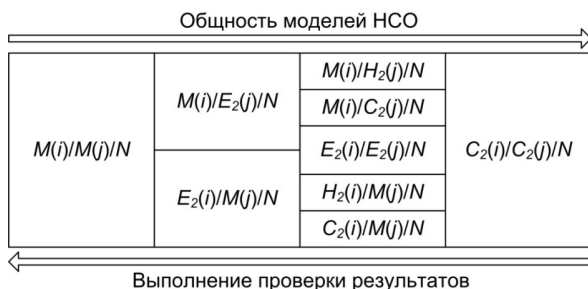 Общность моделей НСО
M(i)/M(j)/N
M(i)/E₂(j)/N
E₂(i)/M(j)/N
M(i)/H₂(j)/N
M(i)/C₂(j)/N
E₂(i)/E₂(j)/N
H₂(i)/M(j)/N
C₂(i)/M(j)/N
C₂(i)/C₂(j)/N
Выполнение проверки результатов